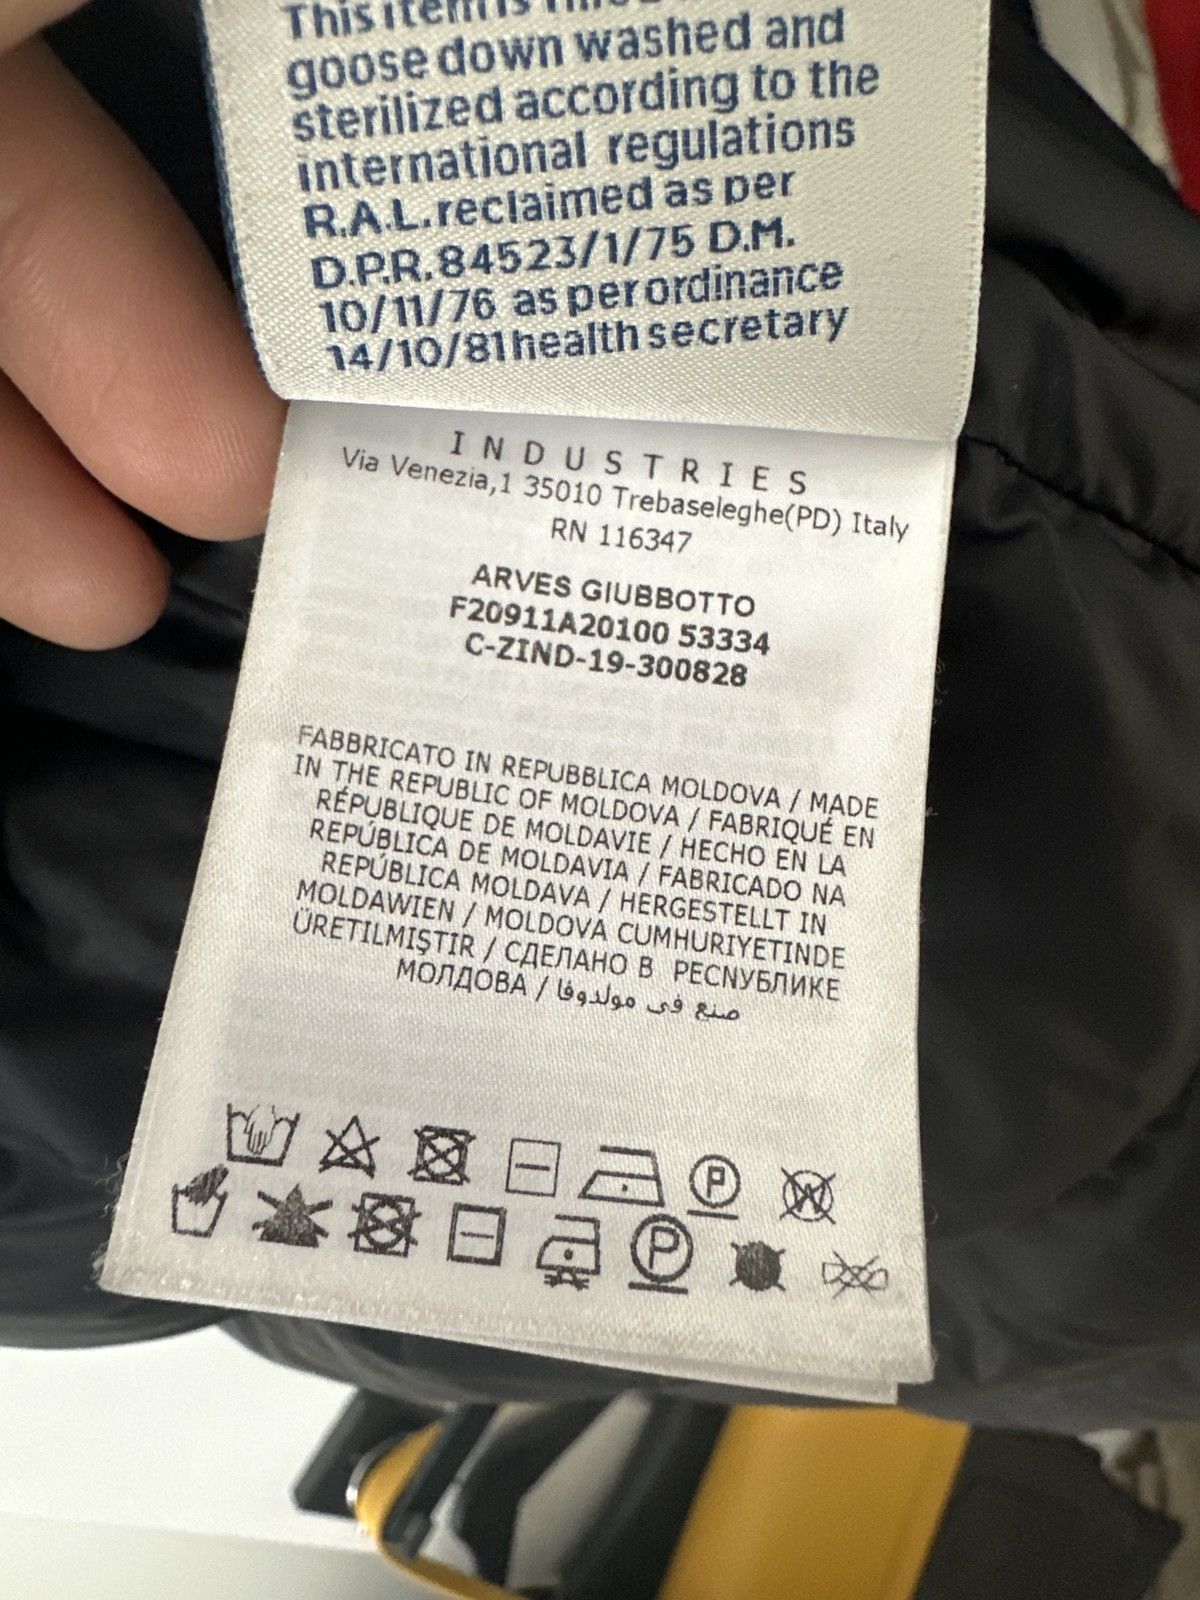 This item is filled
goose down washed and
sterilized according to the
international regulations
R.A.L. reclaimed as per
D.P.R. 84523/1/75 D.M.
10/11/76 as per ordinance
14/10/81 health secretary
INDUSTRIES
Via Venezia,1 35010 Trebaseleghe(PD) Italy
RN 116347
ARVES GIUBBOTTO
F20911A20100 53334
C-ZIND-19-300828
FABBRICATO IN REPUBBLICA MOLDOVA / MADE
IN THE REPUBLIC OF MOLDOVA / FABRIQUÉ EN
RÉPUBLIQUE DE MOLDAVIE / HECHO EN LA
REPÚBLICA DE MOLDAVIA / FABRICADO NA
REPÚBLICA MOLDAVA / HERGESTELLT IN
MOLDAWIEN / MOLDOVA CUMHURIYETINDE
ÜRETILMIŞTIR / СДЕЛАНО В РЕСПУБЛИКЕ
МОЛДОВА / صنع في مولدوفا
P W
P